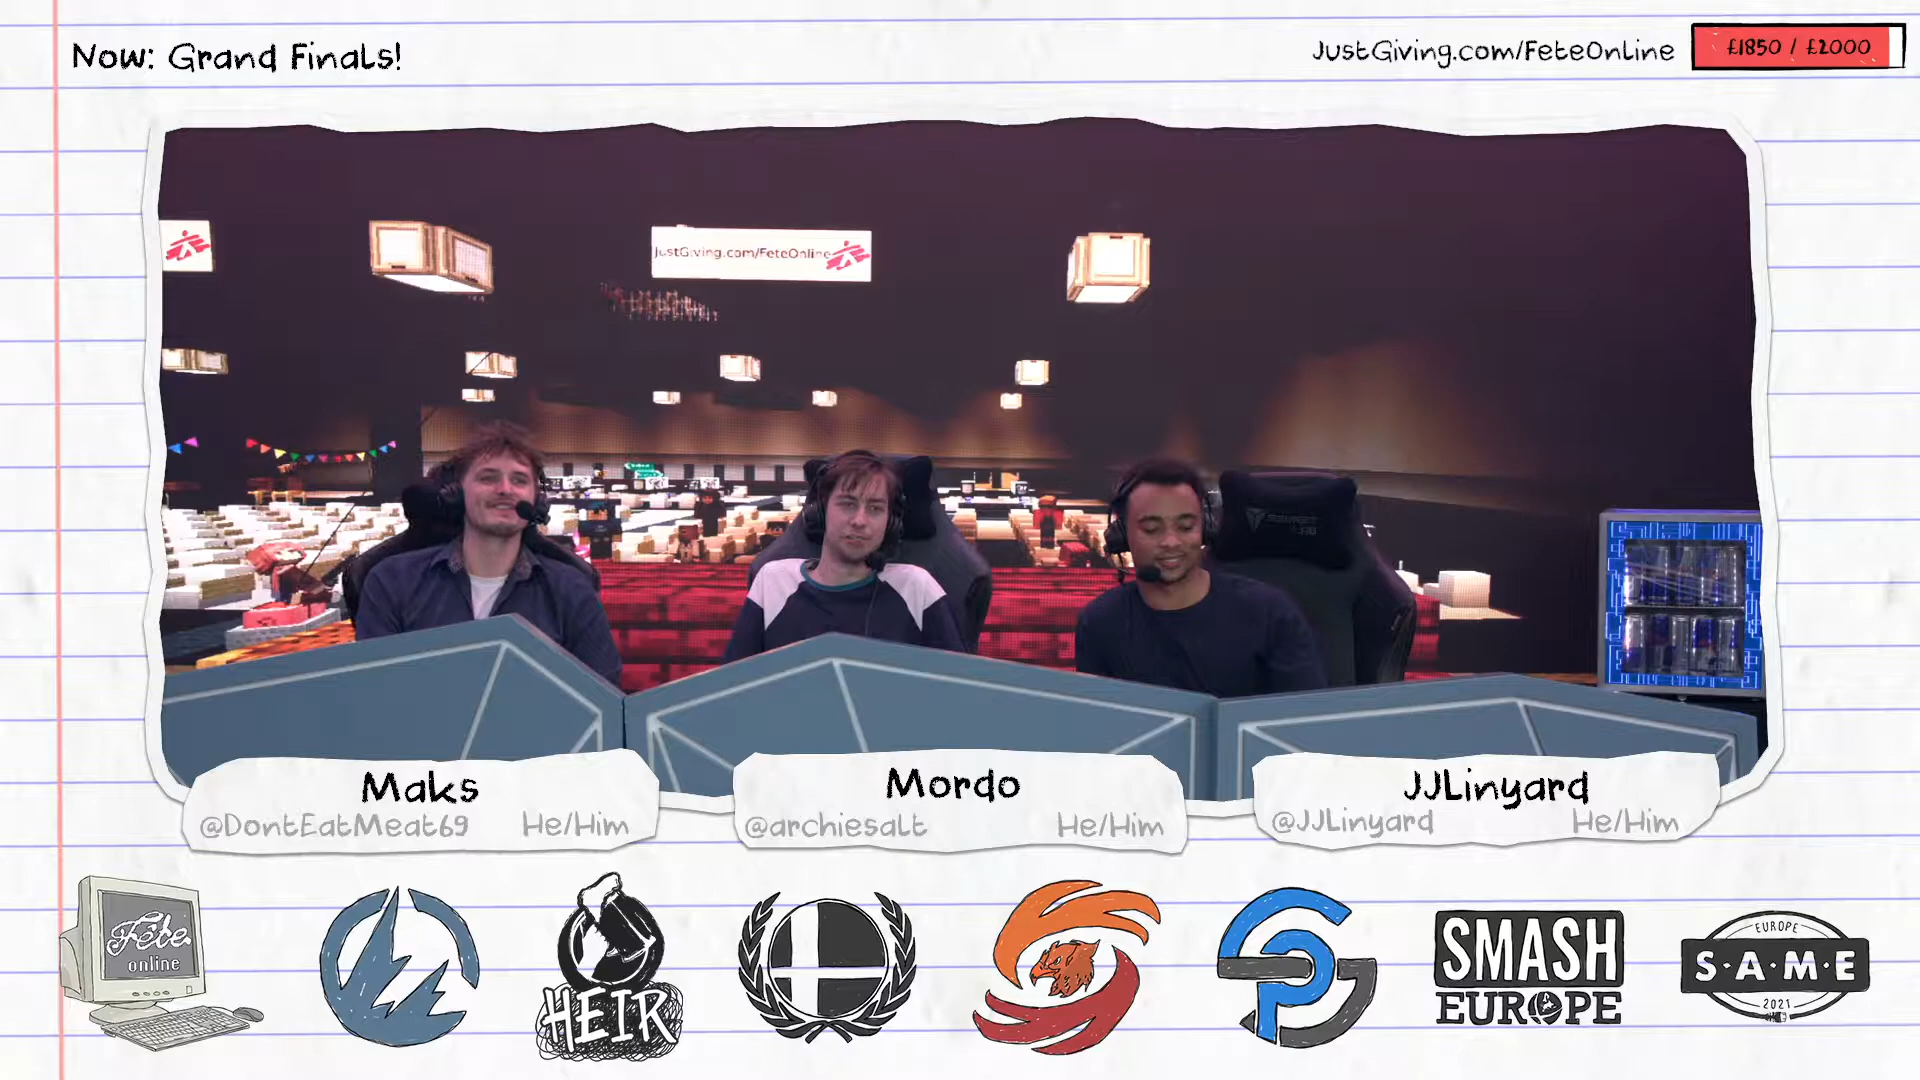 Now: Grand Finals!
JustGiving.com/FeteOnline
£1850 / £2000
JustGiving.com/FeteOnline
Maks
@DontEatMeat69 He/Him
Mordo
@archiesalt He/Him
JJLinyard
@JJLinyard He/Him
Fête
online
HEIR
SMASH
EUROPE
EUROPE
S·A·M·E
2021